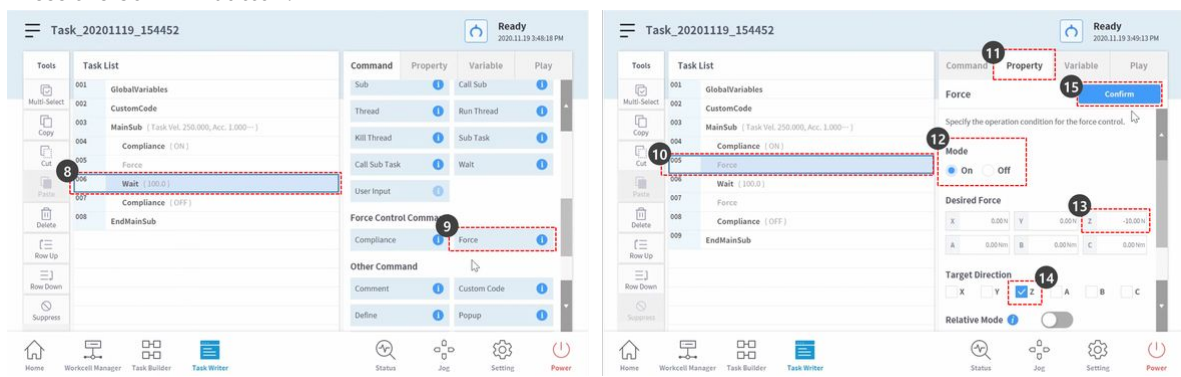 Task_20201119_154452
Ready
2020.11.19 3:48:18 PM
Tools
Task List
Command Property Variable Play
Multi-Select
Copy
Cut
Paste
Delete
Row Up
Row Down
Suppress
001 GlobalVariables
002 CustomCode
003 MainSub (Task Vel. 250.000, Acc. 1.000···)
004 Compliance (ON)
005 Force
8
006 Wait (100.0)
007 Compliance (OFF)
008 EndMainSub
Sub Call Sub
Thread Run Thread
Kill Thread Sub Task
Call Sub Task Wait
User Input
Force Control Comma
9
Compliance Force
Other Command
Comment Custom Code
Define Popup
Home Workcell Manager Task Builder Task Writer Status Jog Setting Power
Task_20201119_154452
Ready
2020.11.19 3:49:13 PM
11
Tools
Task List
Command Property Variable Play
Multi-Select
Copy
Cut
Paste
Delete
Row Up
Row Down
Suppress
001 GlobalVariables
002 CustomCode
003 MainSub (Task Vel. 250.000, Acc. 1.000···)
004 Compliance (ON)
10
005 Force
006 Wait (100.0)
007 Force
008 Compliance (OFF)
009 EndMainSub
15
Force Confirm
Specify the operation condition for the force control.
12
Mode
On Off
Desired Force
13
X 0.00 N Y 0.00 N Z -10.00 N
A 0.00 Nm B 0.00 Nm C 0.00 Nm
Target Direction
14
X Y Z A B C
Relative Mode
Home Workcell Manager Task Builder Task Writer Status Jog Setting Power